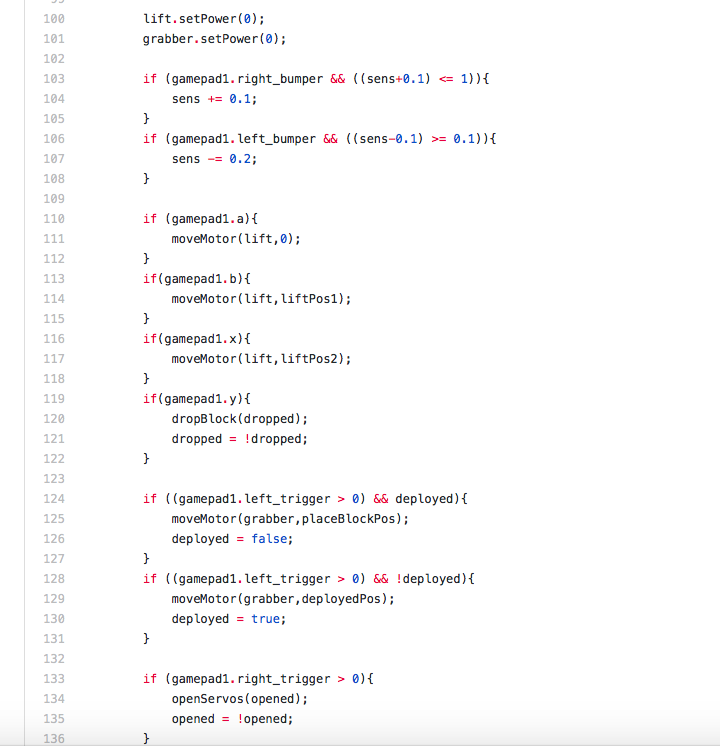 99
100 lift.setPower(0);
101 grabber.setPower(0);
102
103 if (gamepad1.right_bumper && ((sens+0.1) <= 1)){
104 sens += 0.1;
105 }
106 if (gamepad1.left_bumper && ((sens-0.1) >= 0.1)){
107 sens -= 0.2;
108 }
109
110 if (gamepad1.a){
111 moveMotor(lift,0);
112 }
113 if(gamepad1.b){
114 moveMotor(lift,liftPos1);
115 }
116 if(gamepad1.x){
117 moveMotor(lift,liftPos2);
118 }
119 if(gamepad1.y){
120 dropBlock(dropped);
121 dropped = !dropped;
122 }
123
124 if ((gamepad1.left_trigger > 0) && deployed){
125 moveMotor(grabber,placeBlockPos);
126 deployed = false;
127 }
128 if ((gamepad1.left_trigger > 0) && !deployed){
129 moveMotor(grabber,deployedPos);
130 deployed = true;
131 }
132
133 if (gamepad1.right_trigger > 0){
134 openServos(opened);
135 opened = !opened;
136 }